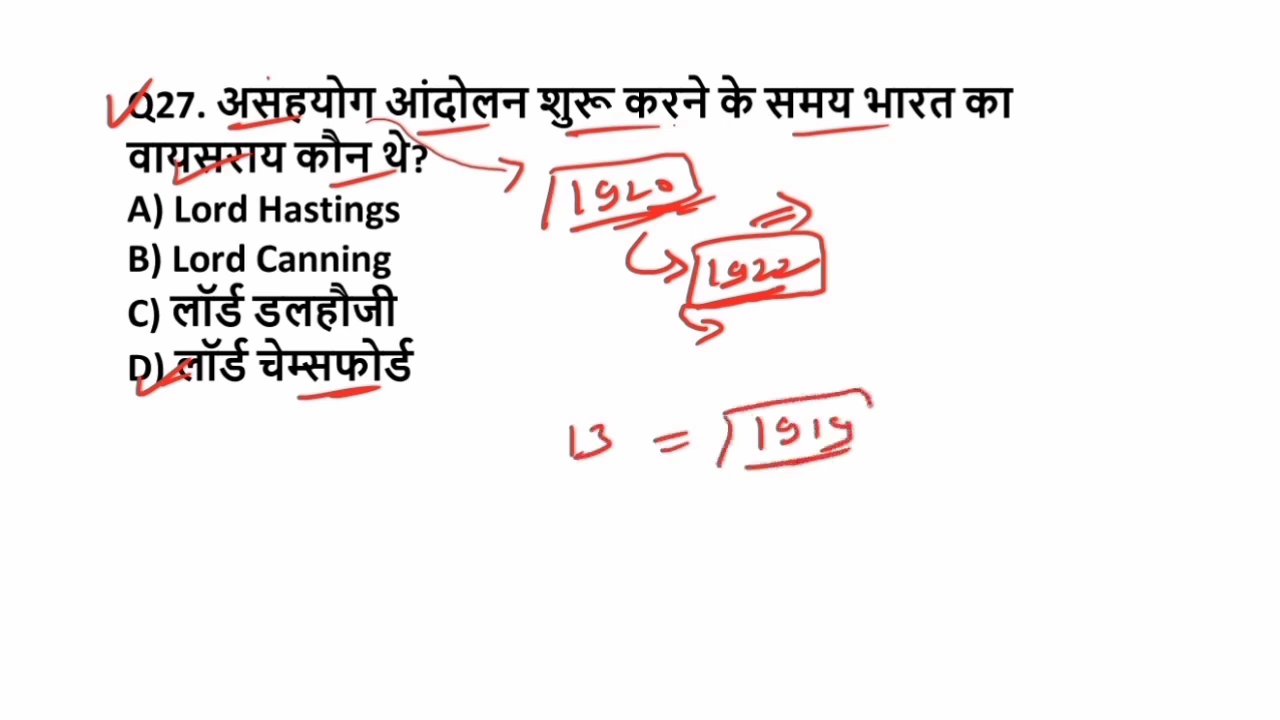 Q27. असहयोग आंदोलन शुरू करने के समय भारत का
वायसराय कौन थे?
1920
A) Lord Hastings
B) Lord Canning
1922
C) लॉर्ड डलहौजी
D) लॉर्ड चेम्सफोर्ड
13 = 1919